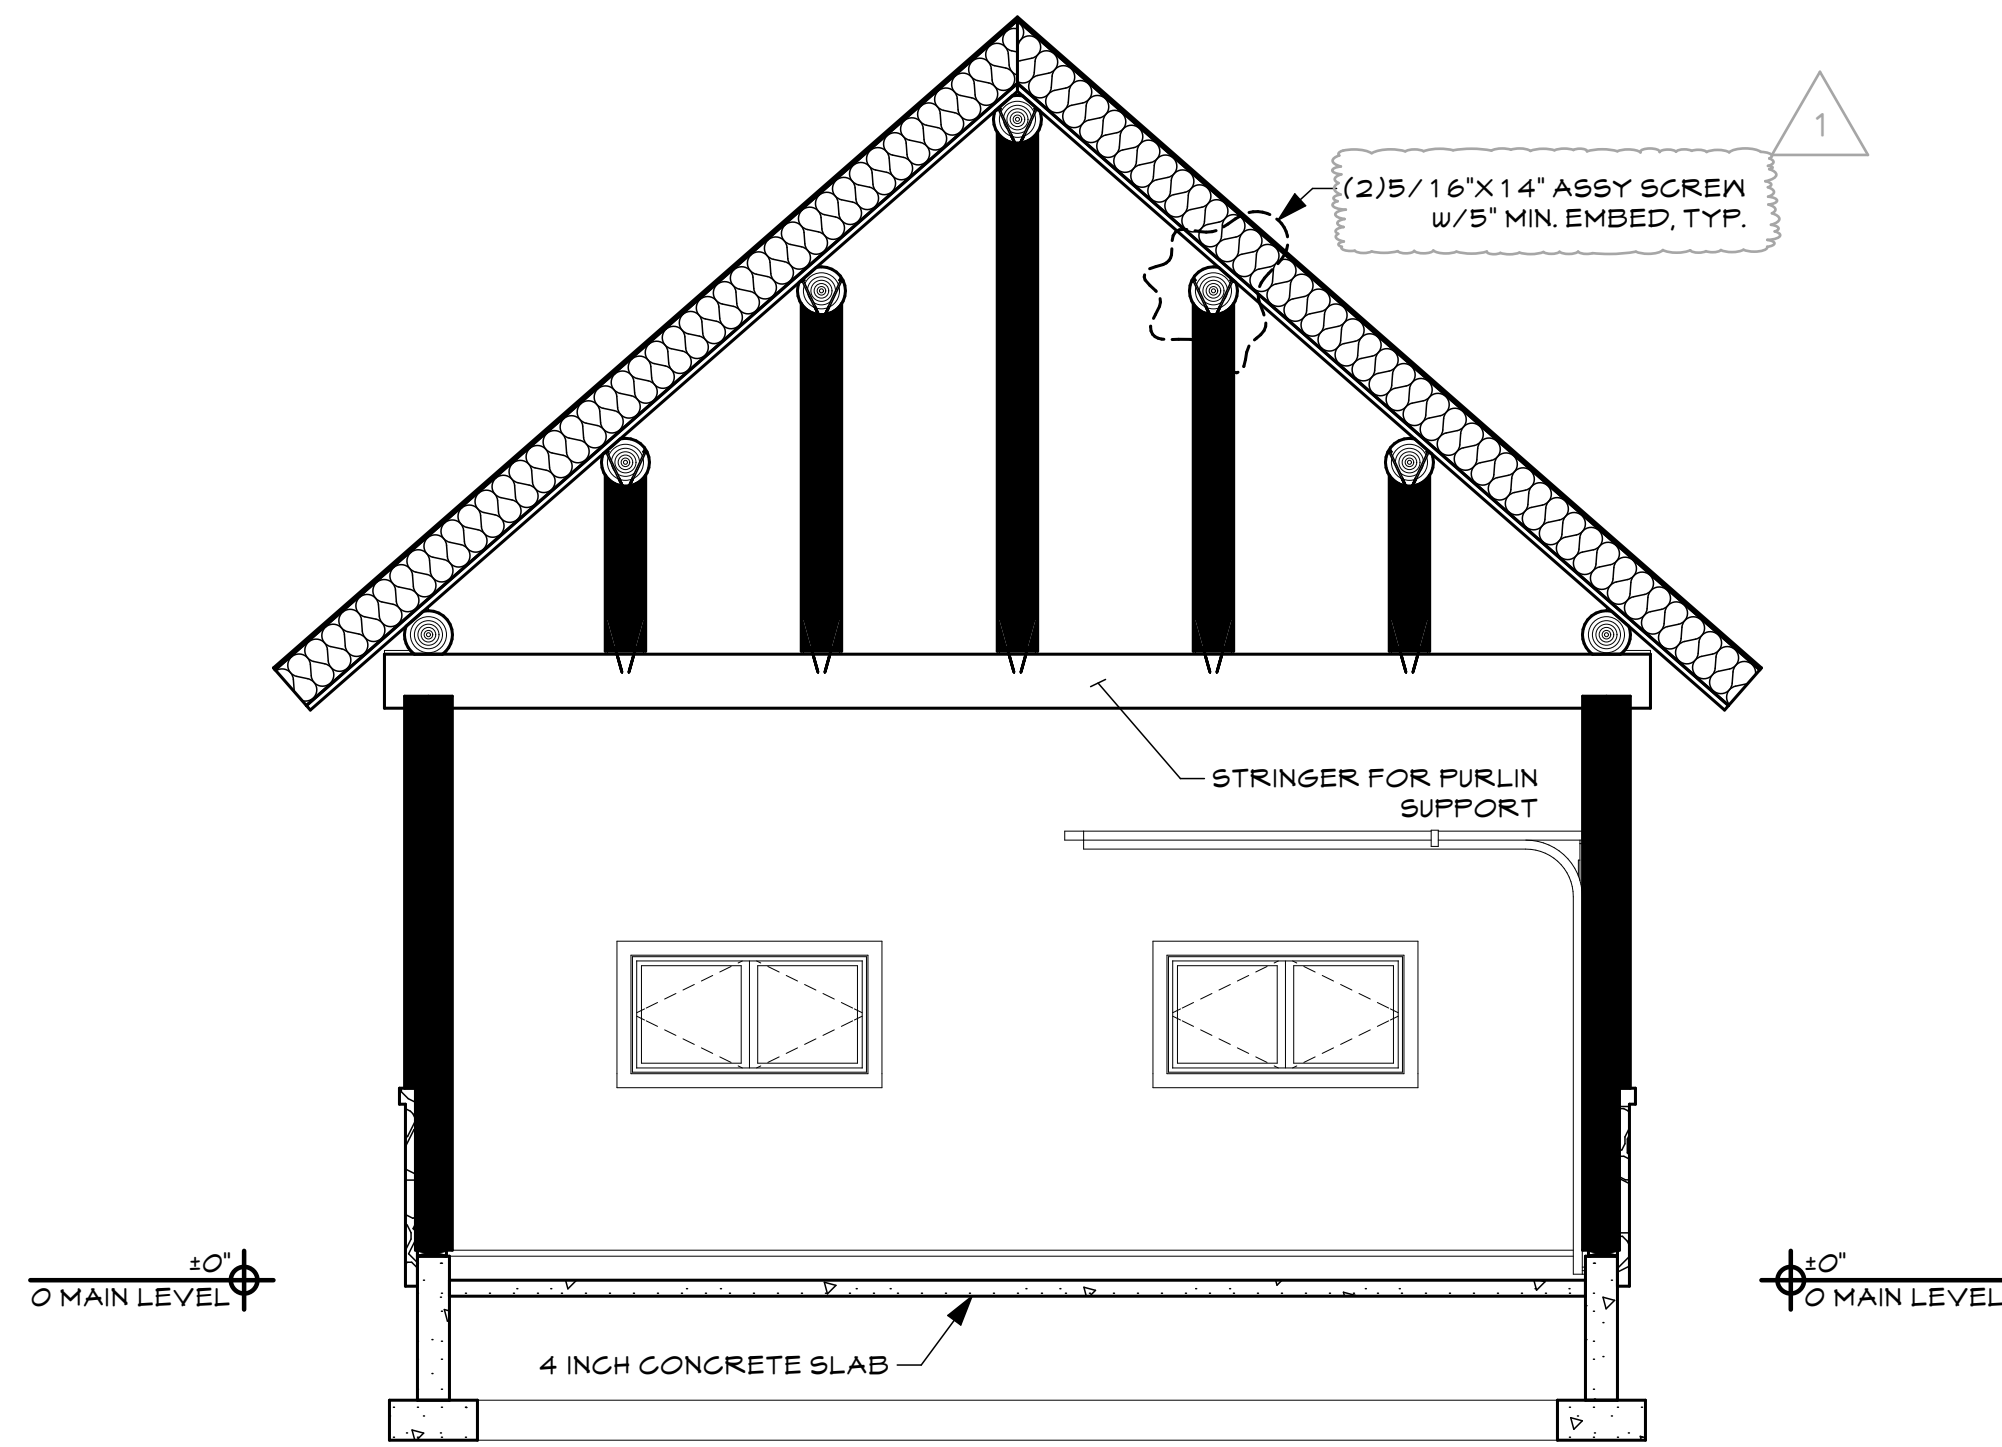 1
(2)5/16"X14" ASSY SCREW
W/5" MIN. EMBED, TYP.
STRINGER FOR PURLIN
SUPPORT
±0"
0 MAIN LEVEL
±0"
0 MAIN LEVEL
4 INCH CONCRETE SLAB